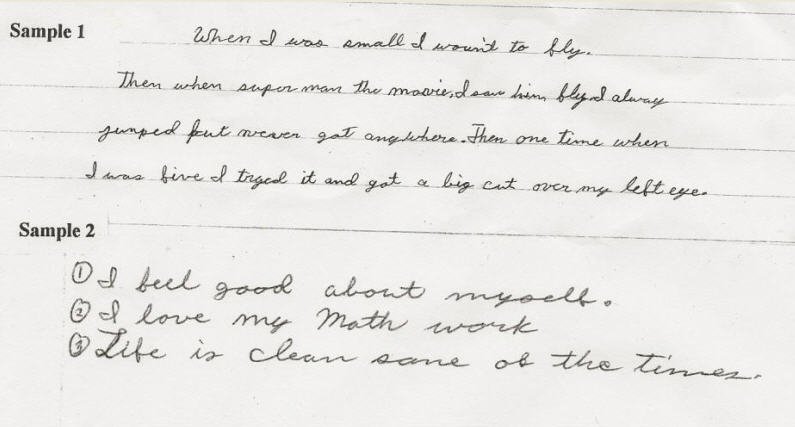 Sample 1
When I was small I wount to fly.
Then when super man the movie, I saw him fly I alway
jumped but never got anywhere. Then one time when
I was five I tryed it and got a big cut over my left eye.
Sample 2
① I feel good about myself.
② I love my Math work
③ Life is clean sane of the times.